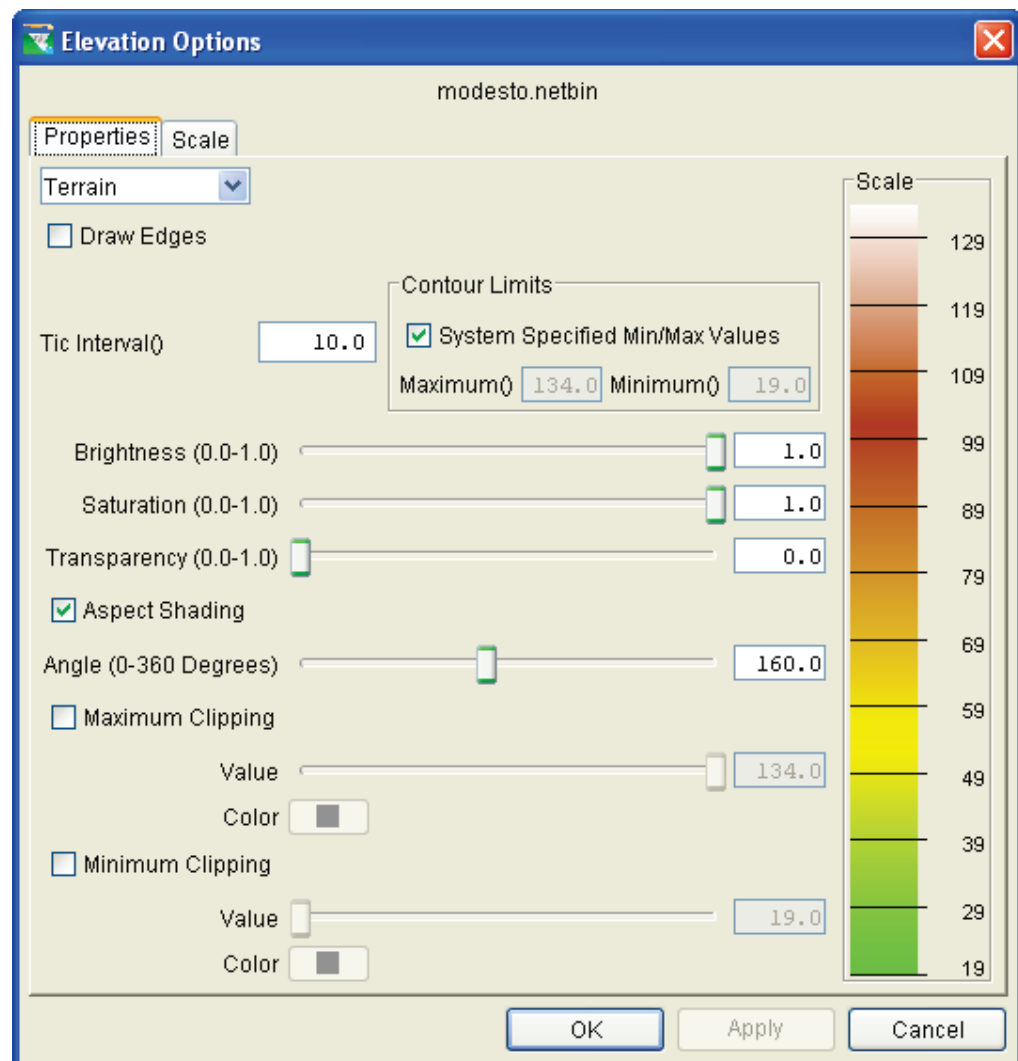 Elevation Options
modesto.netbin
Properties Scale
Terrain
Draw Edges
Contour Limits
Tic Interval() 10.0
System Specified Min/Max Values
Maximum() 134.0 Minimum() 19.0
Brightness (0.0-1.0) 1.0
Saturation (0.0-1.0) 1.0
Transparency (0.0-1.0) 0.0
Aspect Shading
Angle (0-360 Degrees) 160.0
Maximum Clipping
Value 134.0
Color
Minimum Clipping
Value 19.0
Color
Scale
129
119
109
99
89
79
69
59
49
39
29
19
OK Apply Cancel